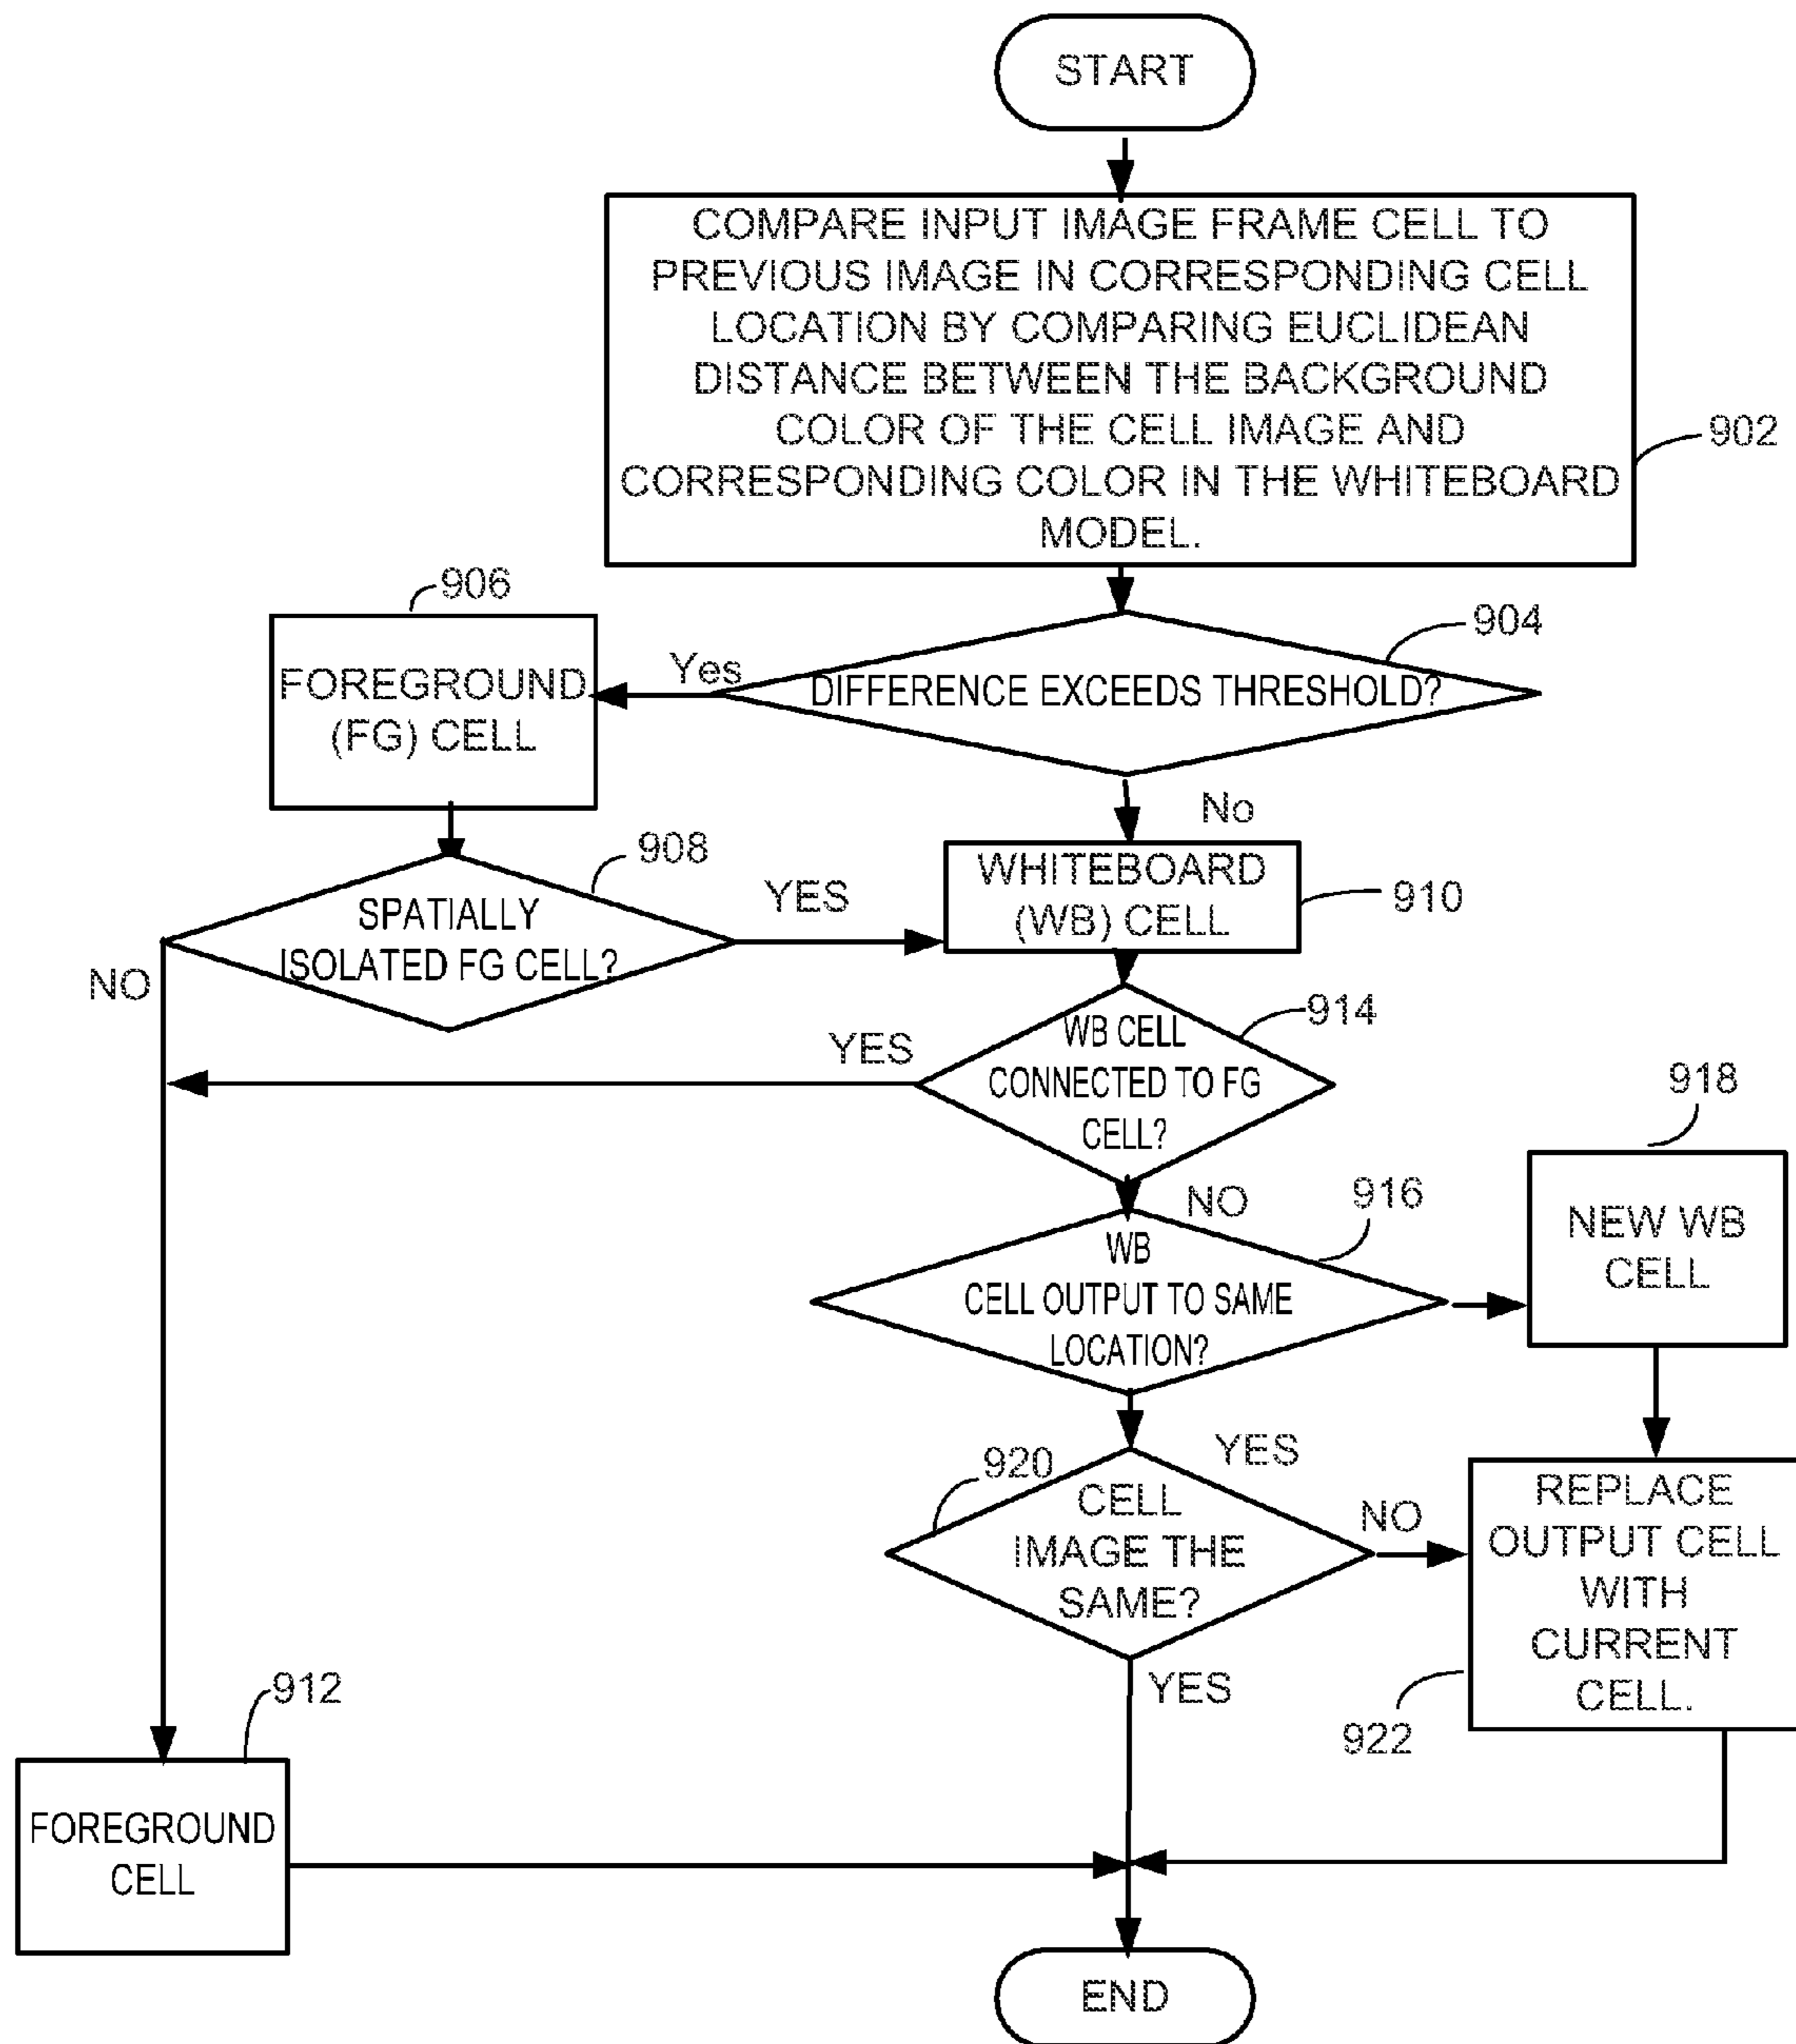 START
COMPARE INPUT IMAGE FRAME CELL TO
PREVIOUS IMAGE IN CORRESPONDING CELL
LOCATION BY COMPARING EUCLIDEAN
DISTANCE BETWEEN THE BACKGROUND
COLOR OF THE CELL IMAGE AND
CORRESPONDING COLOR IN THE WHITEBOARD
MODEL.
902
906
904
FOREGROUND
(FG) CELL
Yes
DIFFERENCE EXCEEDS THRESHOLD?
No
908
SPATIALLY
ISOLATED FG CELL?
YES
NO
WHITEBOARD
(WB) CELL
910
914
WB CELL
CONNECTED TO FG
CELL?
YES
NO
916
918
WB
CELL OUTPUT TO SAME
LOCATION?
NEW WB
CELL
YES
920
CELL
IMAGE THE
SAME?
NO
REPLACE
OUTPUT CELL
WITH
CURRENT
CELL.
922
YES
912
FOREGROUND
CELL
END